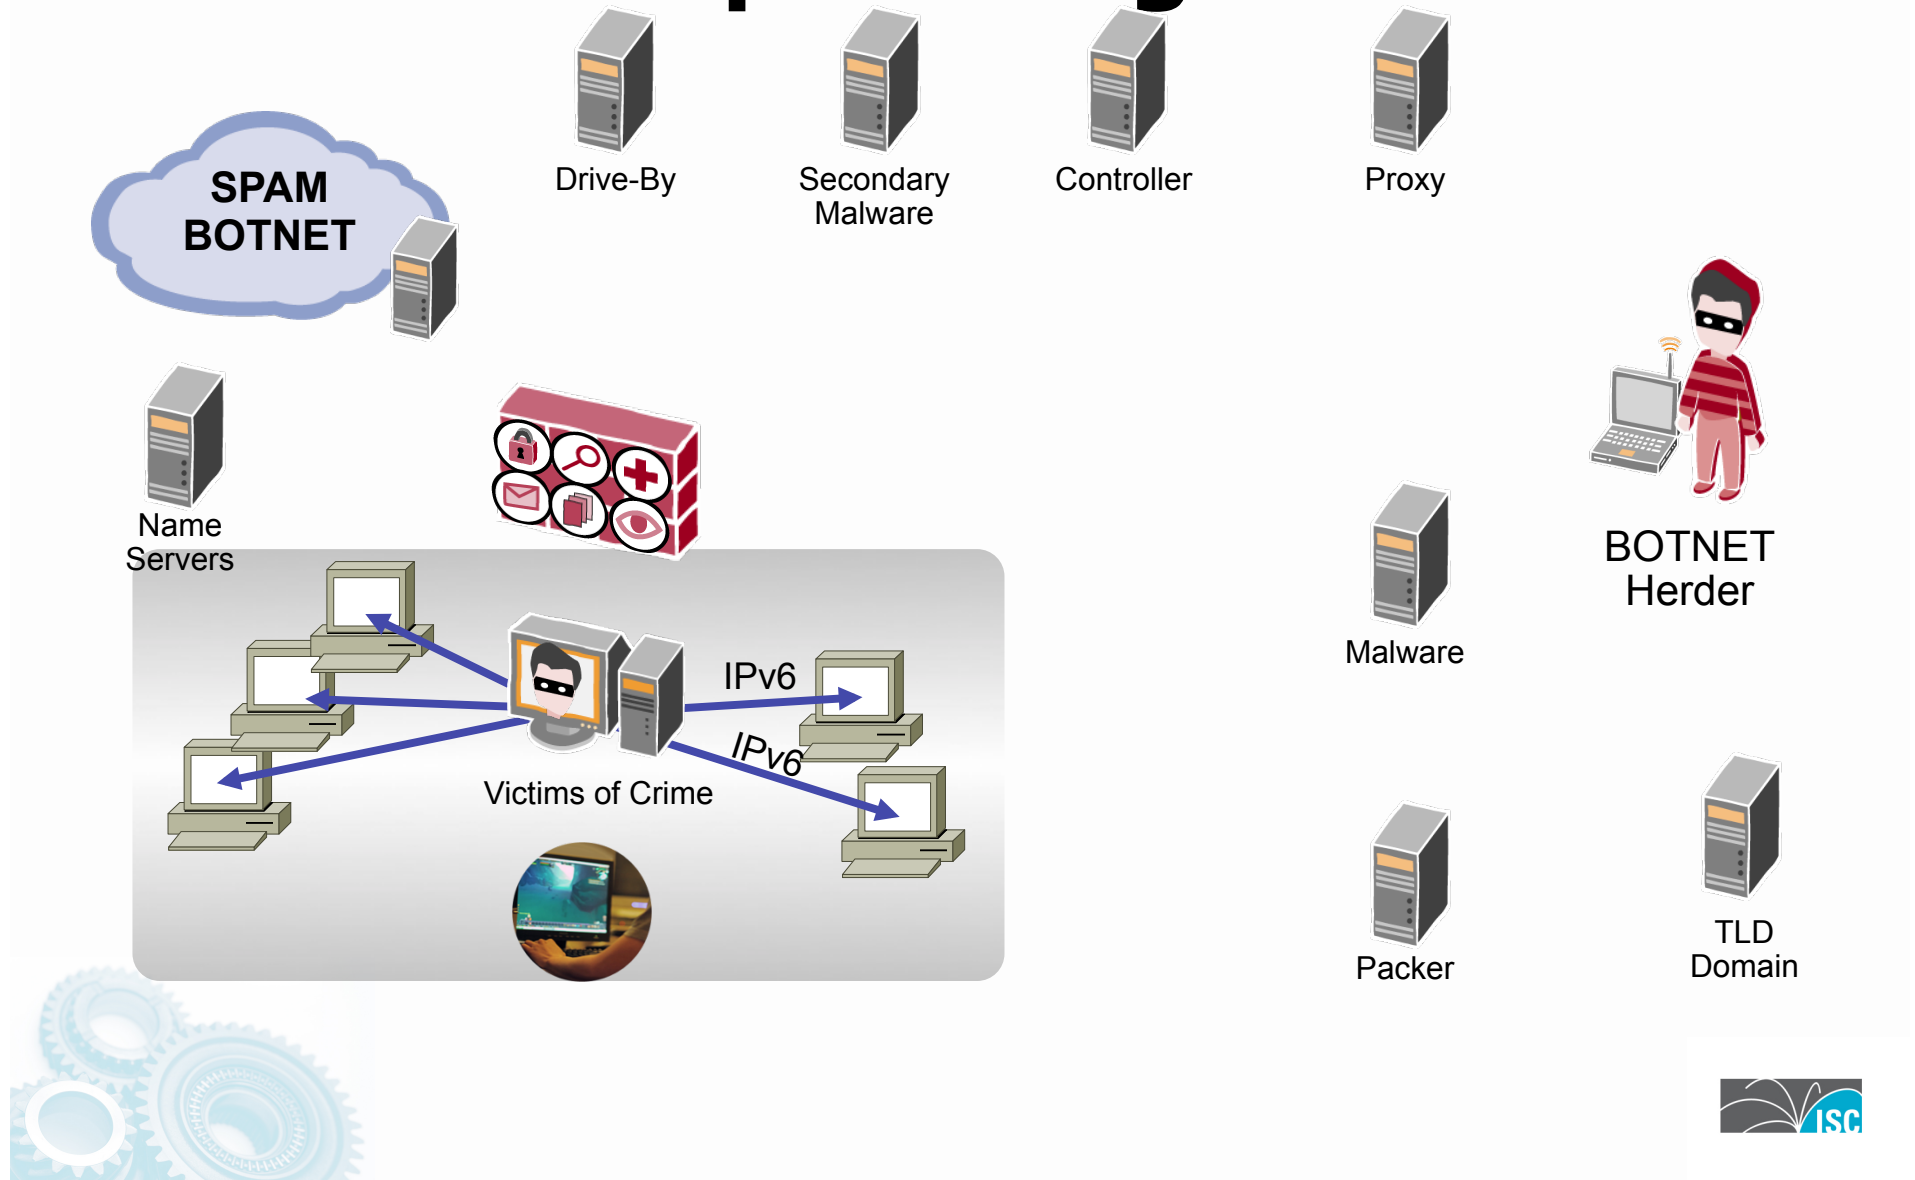 Drive-By
Secondary
Malware
Controller
Proxy
SPAM
BOTNET
Name
Servers
BOTNET
Herder
Malware
IPv6
IPv6
Victims of Crime
Packer
TLD
Domain
ISC